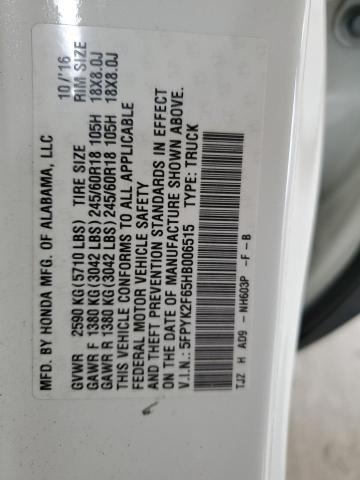 MFD. BY HONDA MFG. OF ALABAMA, LLC 10/'16
GVWR 2590 KG(5710 LBS) TIRE SIZE RIM SIZE
GAWR F 1380 KG(3042 LBS)245/60R18 105H 18X8.0J
GAWR R 1380 KG(3042 LBS)245/60R18 105H 18X8.0J
THIS VEHICLE CONFORMS TO ALL APPLICABLE
FEDERAL MOTOR VEHICLE SAFETY
AND THEFT PREVENTION STANDARDS IN EFFECT
ON THE DATE OF MANUFACTURE SHOWN ABOVE.
V.I.N.: 5FPYK2F65HB006515 TYPE: TRUCK
TJZ H AD9 - NH603P -F - B